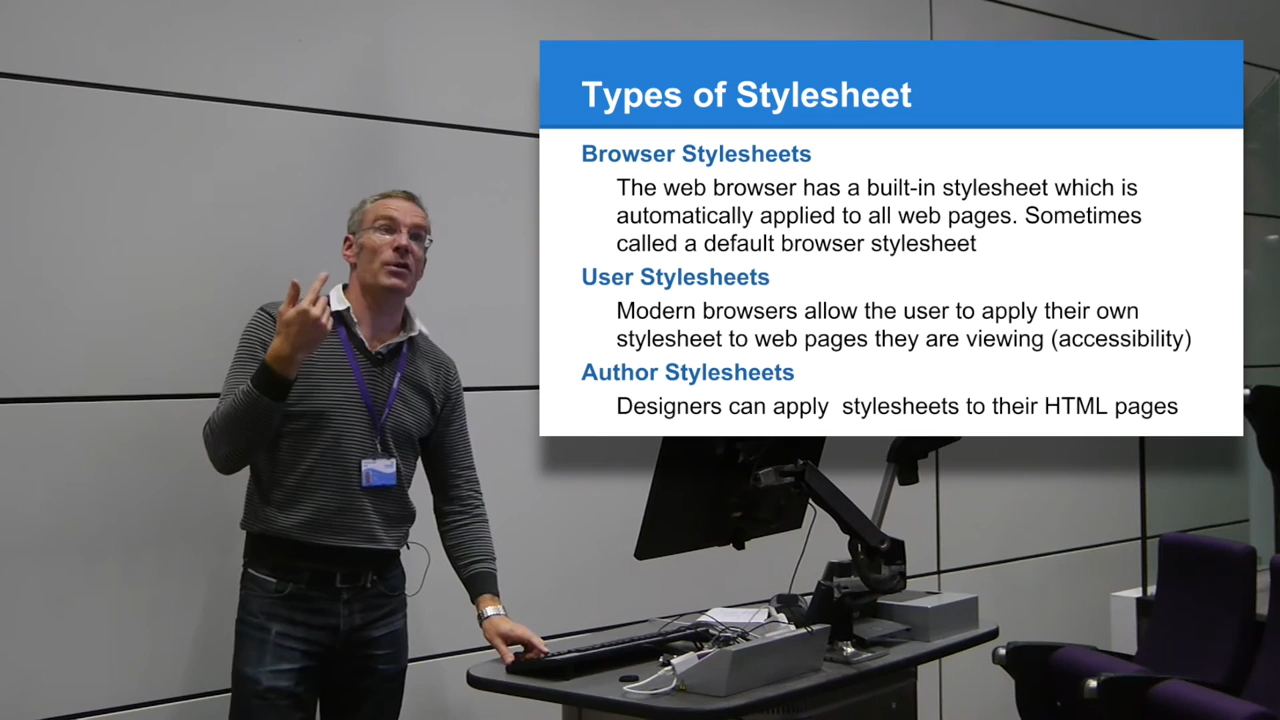 Types of Stylesheet
Browser Stylesheets
The web browser has a built-in stylesheet which is
automatically applied to all web pages. Sometimes
called a default browser stylesheet
User Stylesheets
Modern browsers allow the user to apply their own
stylesheet to web pages they are viewing (accessibility)
Author Stylesheets
Designers can apply  stylesheets to their HTML pages